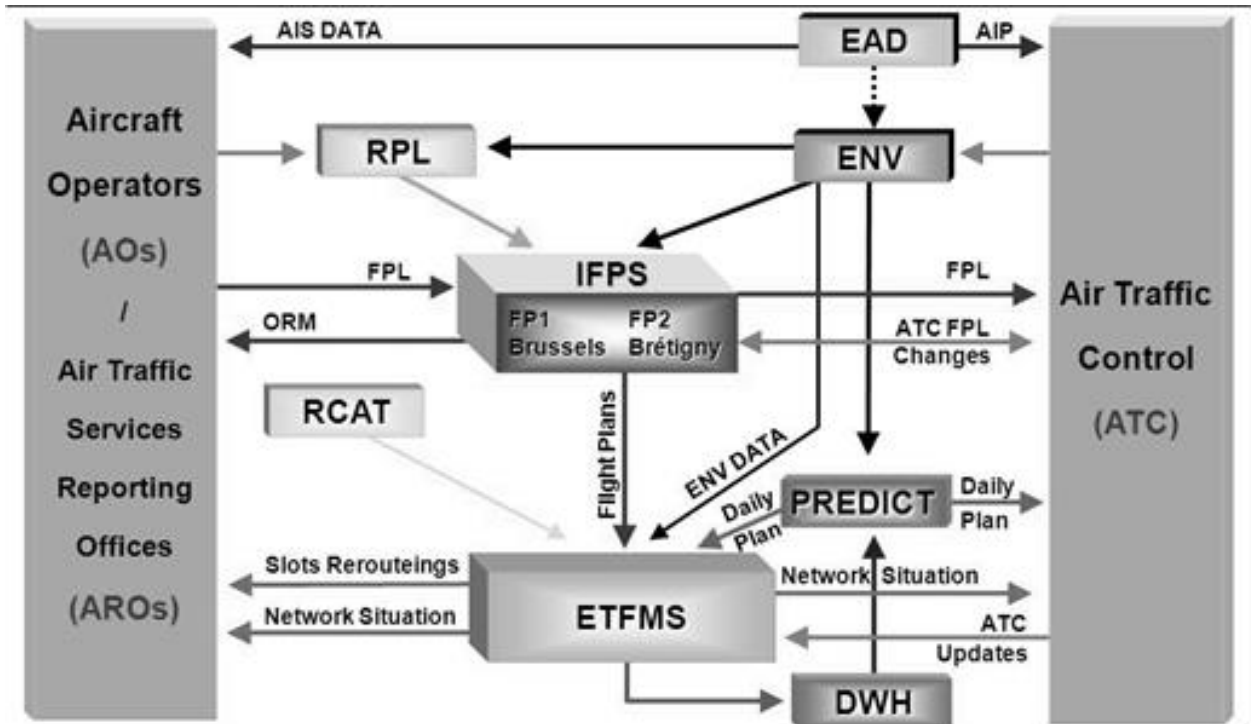 AIS DATA
EAD
AIP
Aircraft
Operators
(AOs)
/
Air Traffic
Services
Reporting
Offices
(AROs)
RPL
ENV
FPL
IFPS
FPL
ORM
FP1
Brussels
FP2
Brétigny
ATC FPL
Changes
Air Traffic
Control
(ATC)
RCAT
Fllght Plans
ENV DATA
PREDICT
Daily
Plan
Daily
Plan
Slots Rerouteings
Network Situation
ETFMS
Network Situation
ATC
Updates
DWH